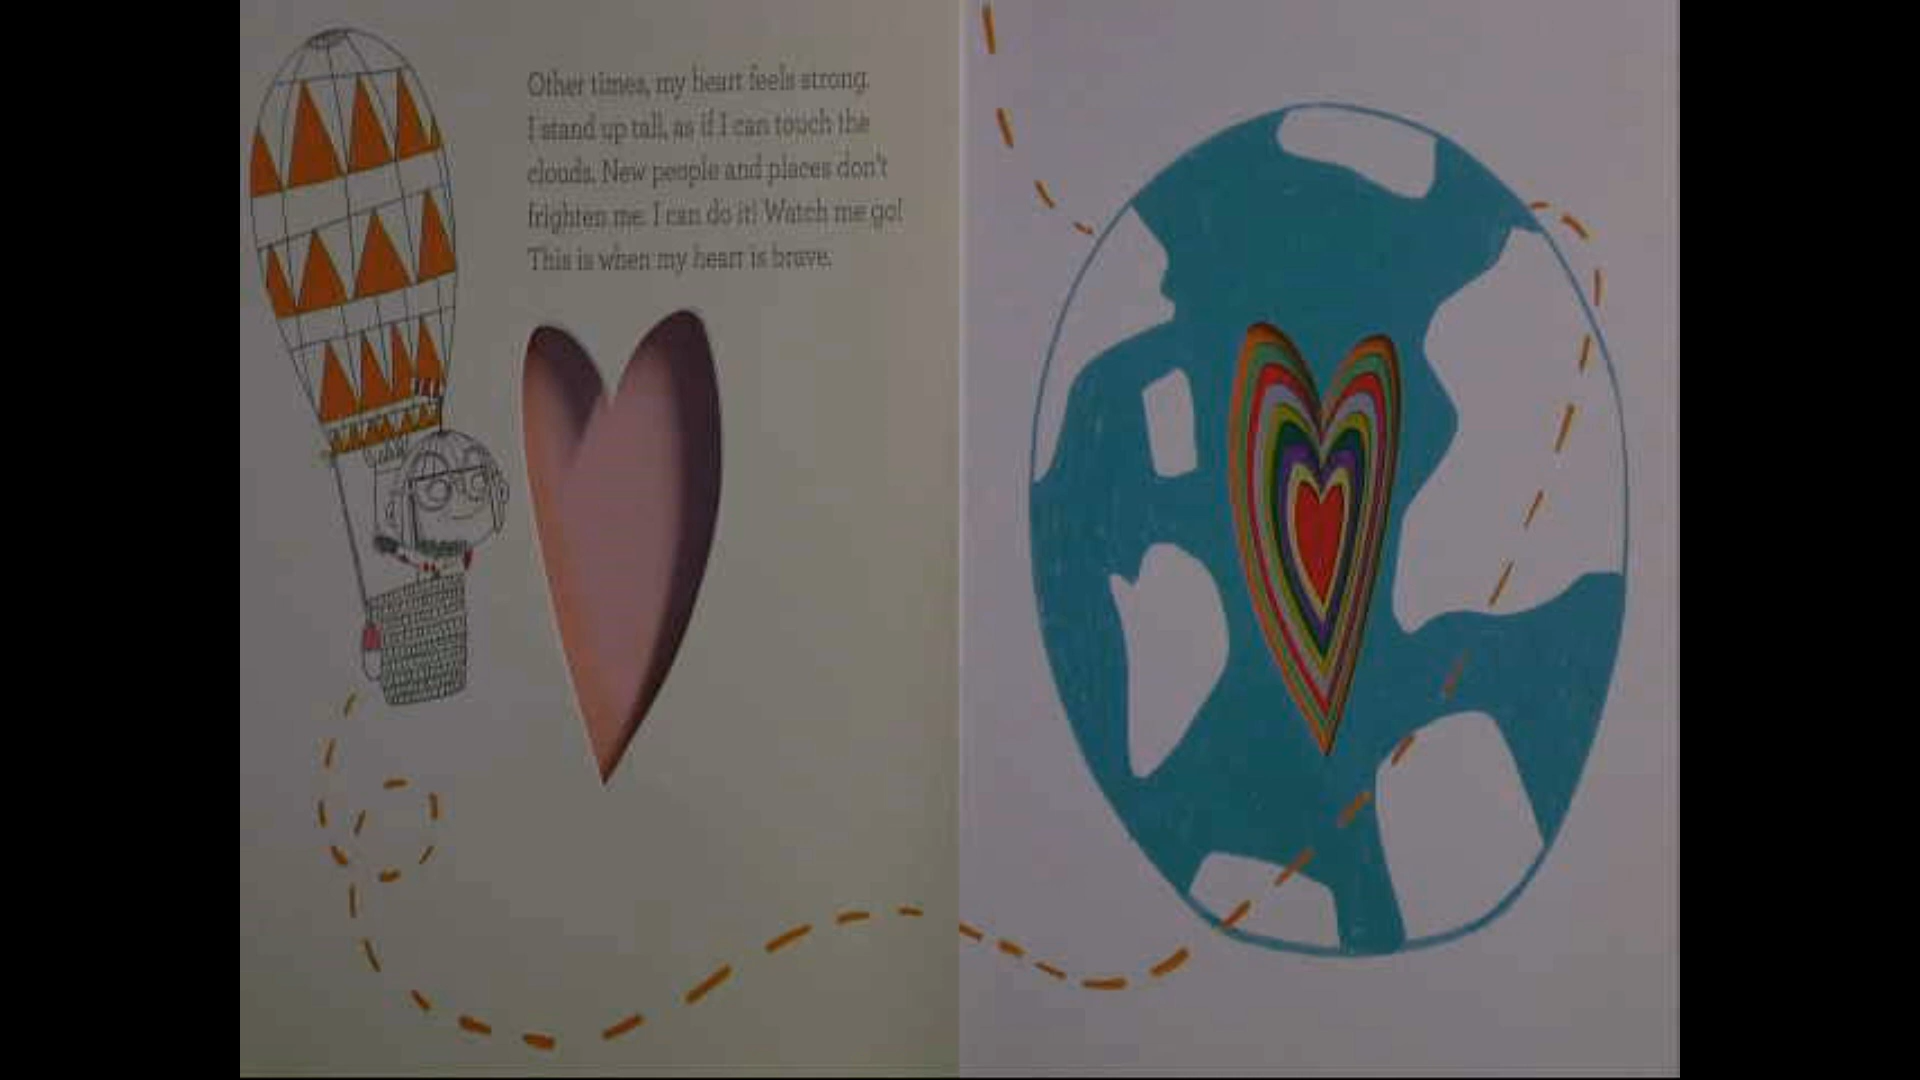 Other times, my heart feels strong.
I stand up tall, as if I can touch the
clouds. New people and places don't
frighten me. I can do it! Watch me go!
This is when my heart is brave.